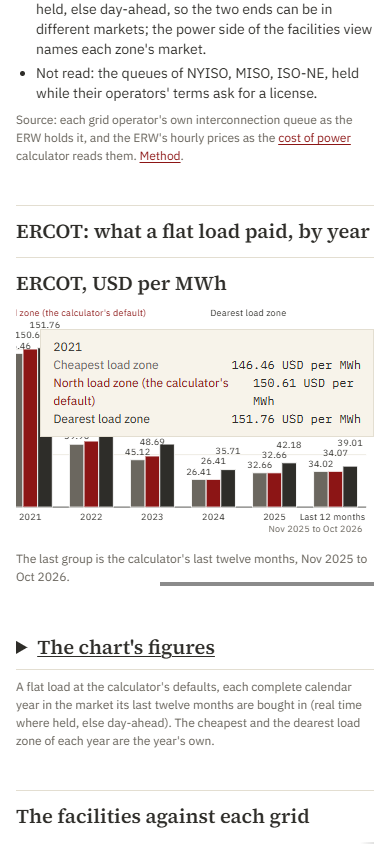 held, else day-ahead, so the two ends can be in
different markets; the power side of the facilities view
names each zone's market.
• Not read: the queues of NYISO, MISO, ISO-NE, held
while their operators' terms ask for a license.
Source: each grid operator's own interconnection queue as the
ERW holds it, and the ERW's hourly prices as the cost of power
calculator reads them. Method.
ERCOT: what a flat load paid, by year
ERCOT, USD per MWh
zone (the calculator's default) Dearest load zone
151.76
150.6
2021
Cheapest load zone 146.46 USD per MWh
North load zone (the calculator's default) 150.61 USD per MWh
Dearest load zone 151.76 USD per MWh
45.12 48.69
26.41 26.41 35.71
32.66 32.66 42.18
34.02 34.07 39.01
2021 2022 2023 2024 2025 Last 12 months
Nov 2025 to Oct 2026
The last group is the calculator's last twelve months, Nov 2025 to
Oct 2026.
▶ The chart's figures
A flat load at the calculator's defaults, each complete calendar
year in the market its last twelve months are bought in (real time
where held, else day-ahead). The cheapest and the dearest load
zone of each year are the year's own.
The facilities against each grid